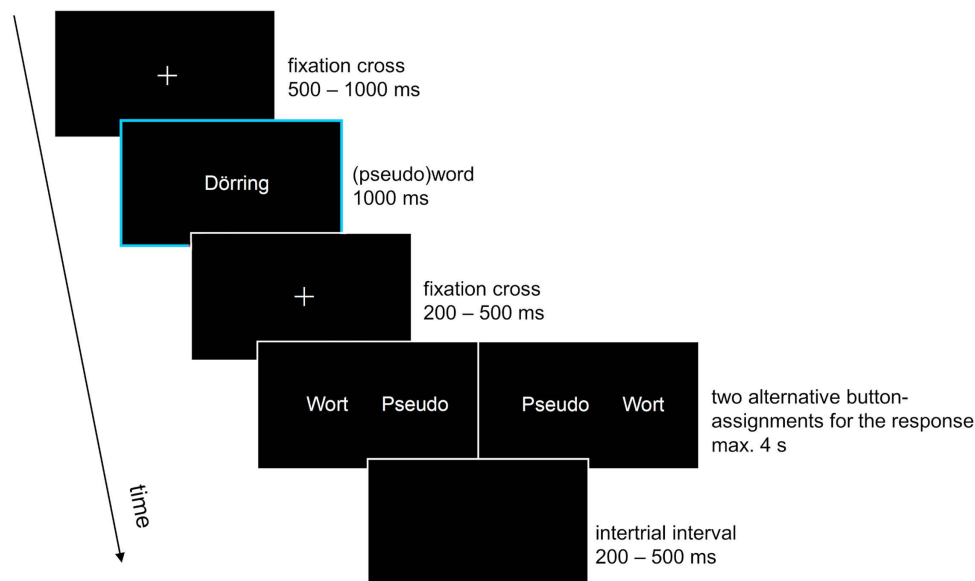 fixation cross
500 – 1000 ms
Dörring
(pseudo)word
1000 ms
fixation cross
200 – 500 ms
Wort Pseudo
Pseudo Wort
two alternative button-
assignments for the response
max. 4 s
time
intertrial interval
200 – 500 ms